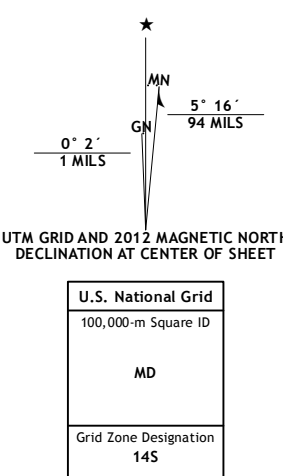 MN
5° 16´
94 MILS
GN
0° 2´
1 MILS
UTM GRID AND 2012 MAGNETIC NORTH
DECLINATION AT CENTER OF SHEET
U.S. National Grid
100,000-m Square ID
MD
Grid Zone Designation
14S